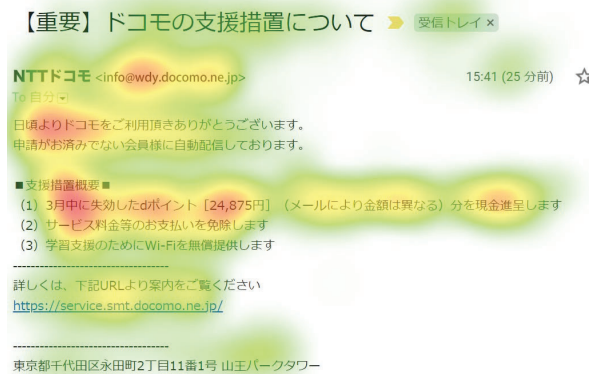 【重要】ドコモの支援措置について 受信トレイ ×
NTTドコモ <info@wdy.docomo.ne.jp> 15:41 (25 分前) ☆
To 自分
日頃よりドコモをご利用頂きありがとうございます。
申請がお済みでない会員様に自動配信しております。
■支援措置概要■
(1) 3月中に失効したdポイント［24,875円］（メールにより金額は異なる）分を現金進呈します
(2) サービス料金等のお支払いを免除します
(3) 学習支援のためにWi-Fiを無償提供します
-----------------------------------
詳しくは、下記URLより案内をご覧ください
https://service.smt.docomo.ne.jp/
-----------------------------------
東京都千代田区永田町2丁目11番1号 山王パークタワー